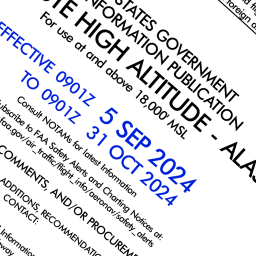 STATES GOVERNMENT
INFORMATION PUBLICATION
HIGH ALTITUDE - ALAS
For use at and above 18,000' MSL
EFFECTIVE 0901Z 5 SEP 2024
TO 0901Z 31 OCT 2024
Consult NOTAMs for latest information
Subscribe to FAA Safety Alerts and Charting Notices at:
faa.gov/air_traffic/flight_info/aeronav/safety_alerts
COMMENTS, AND/OR PROCUREM
ADDITIONS, RECOMMENDATION
CONTACT:
Information
foreign